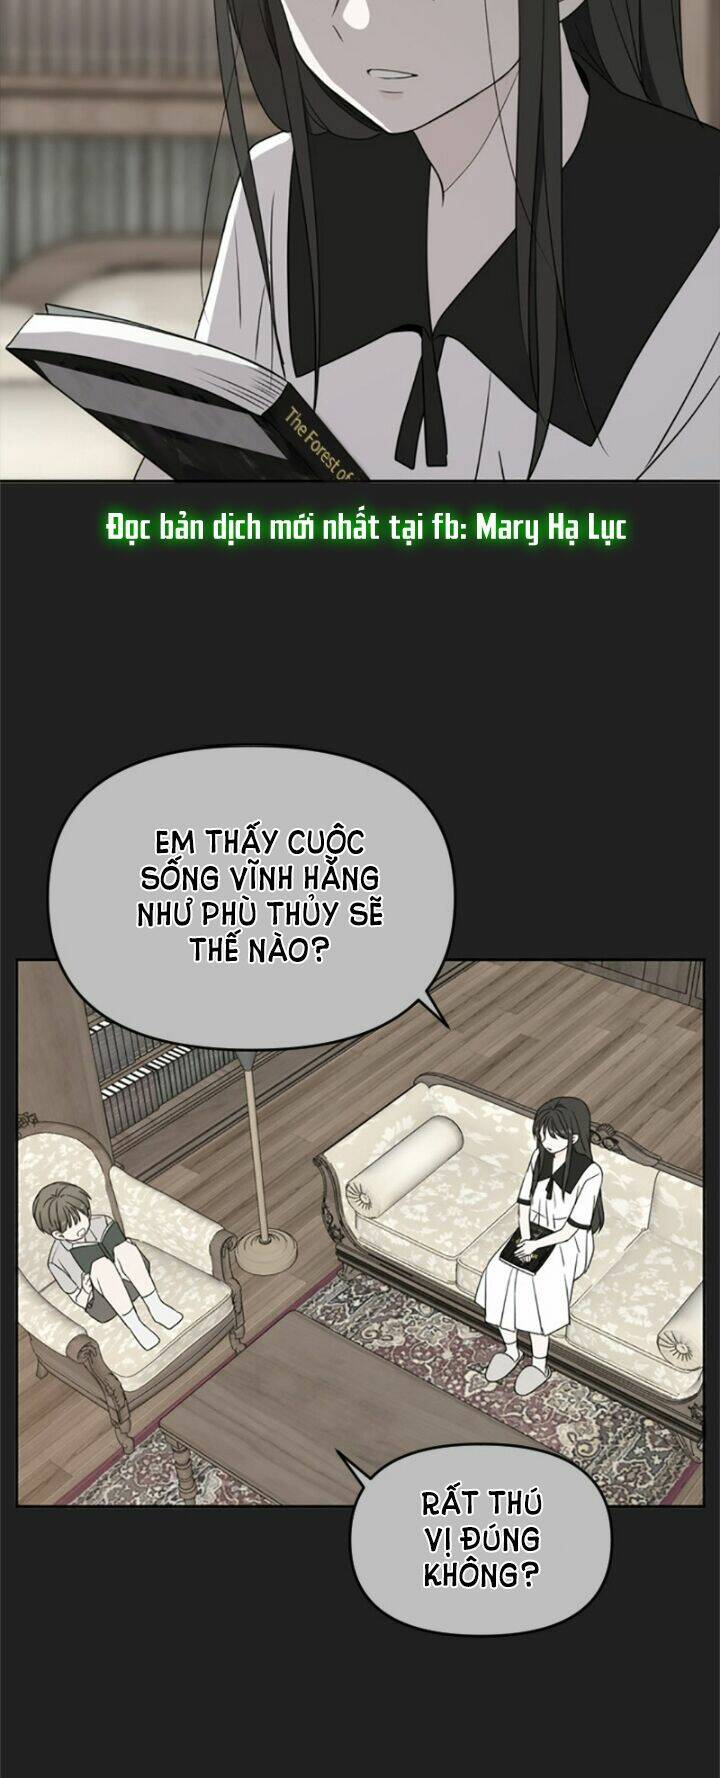 The Forest of
Đọc bản dịch mới nhất tại fb: Mary Hạ Lục
EM THẤY CUỘC
SỐNG VĨNH HẰNG
NHƯ PHÙ THỦY SẼ
THẾ NÀO?
RẤT THÚ
VỊ ĐÚNG
KHÔNG?